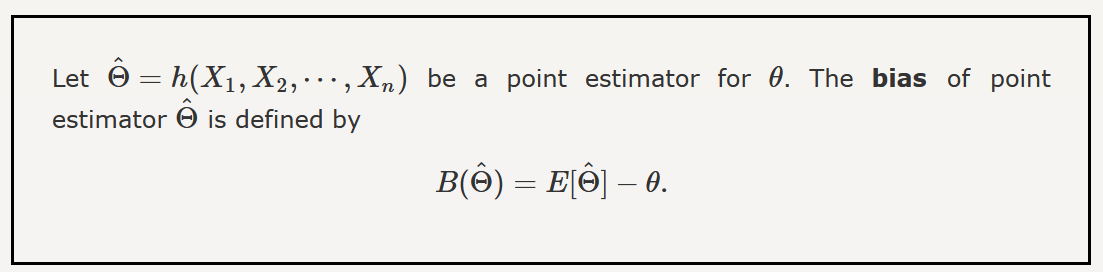 Let Θ̂ = h(X₁, X₂, ⋯, Xₙ) be a point estimator for θ. The bias of point
estimator Θ̂ is defined by
B(Θ̂) = E[Θ̂] − θ.